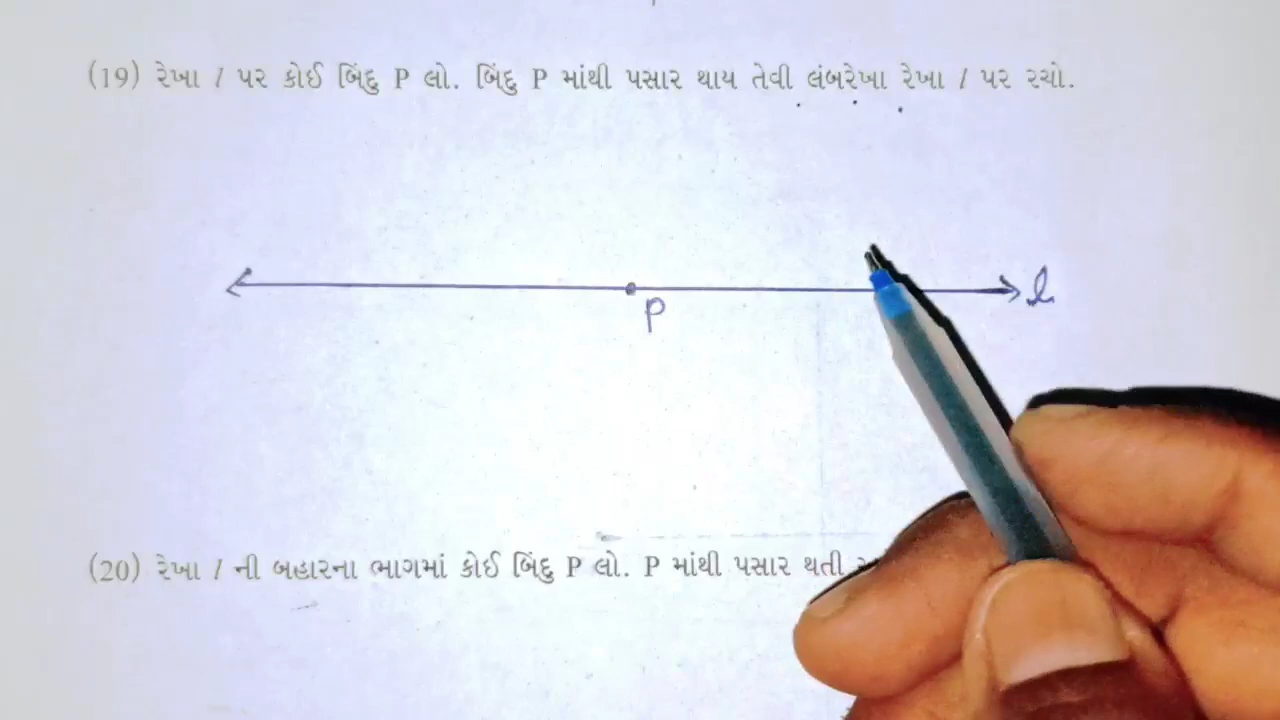 (19) રેખા l પર કોઈ બિંદુ P લો. બિંદુ P માંથી પસાર થાય તેવી લંબરેખા રેખા l પર રચો.
l
P
(20) રેખા l ની બહારના ભાગમાં કોઈ બિંદુ P લો. P માંથી પસાર થતી